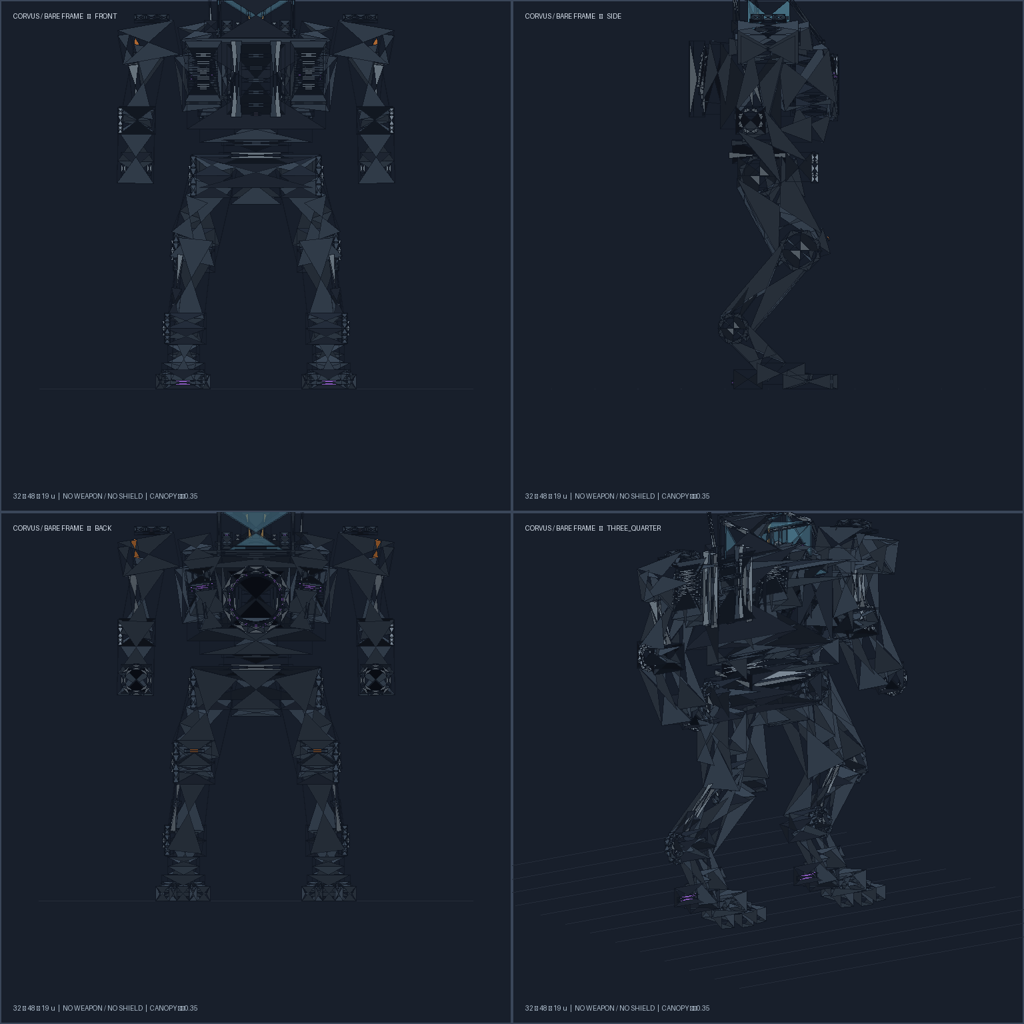 CORVUS / BARE FRAME □ FRONT
CORVUS / BARE FRAME □ SIDE
32□48□19 u | NO WEAPON / NO SHIELD | CANOPY□□0.35
32□48□19 u | NO WEAPON / NO SHIELD | CANOPY□□0.35
CORVUS / BARE FRAME □ BACK
CORVUS / BARE FRAME □ THREE_QUARTER
32□48□19 u | NO WEAPON / NO SHIELD | CANOPY□□0.35
32□48□19 u | NO WEAPON / NO SHIELD | CANOPY□□0.35